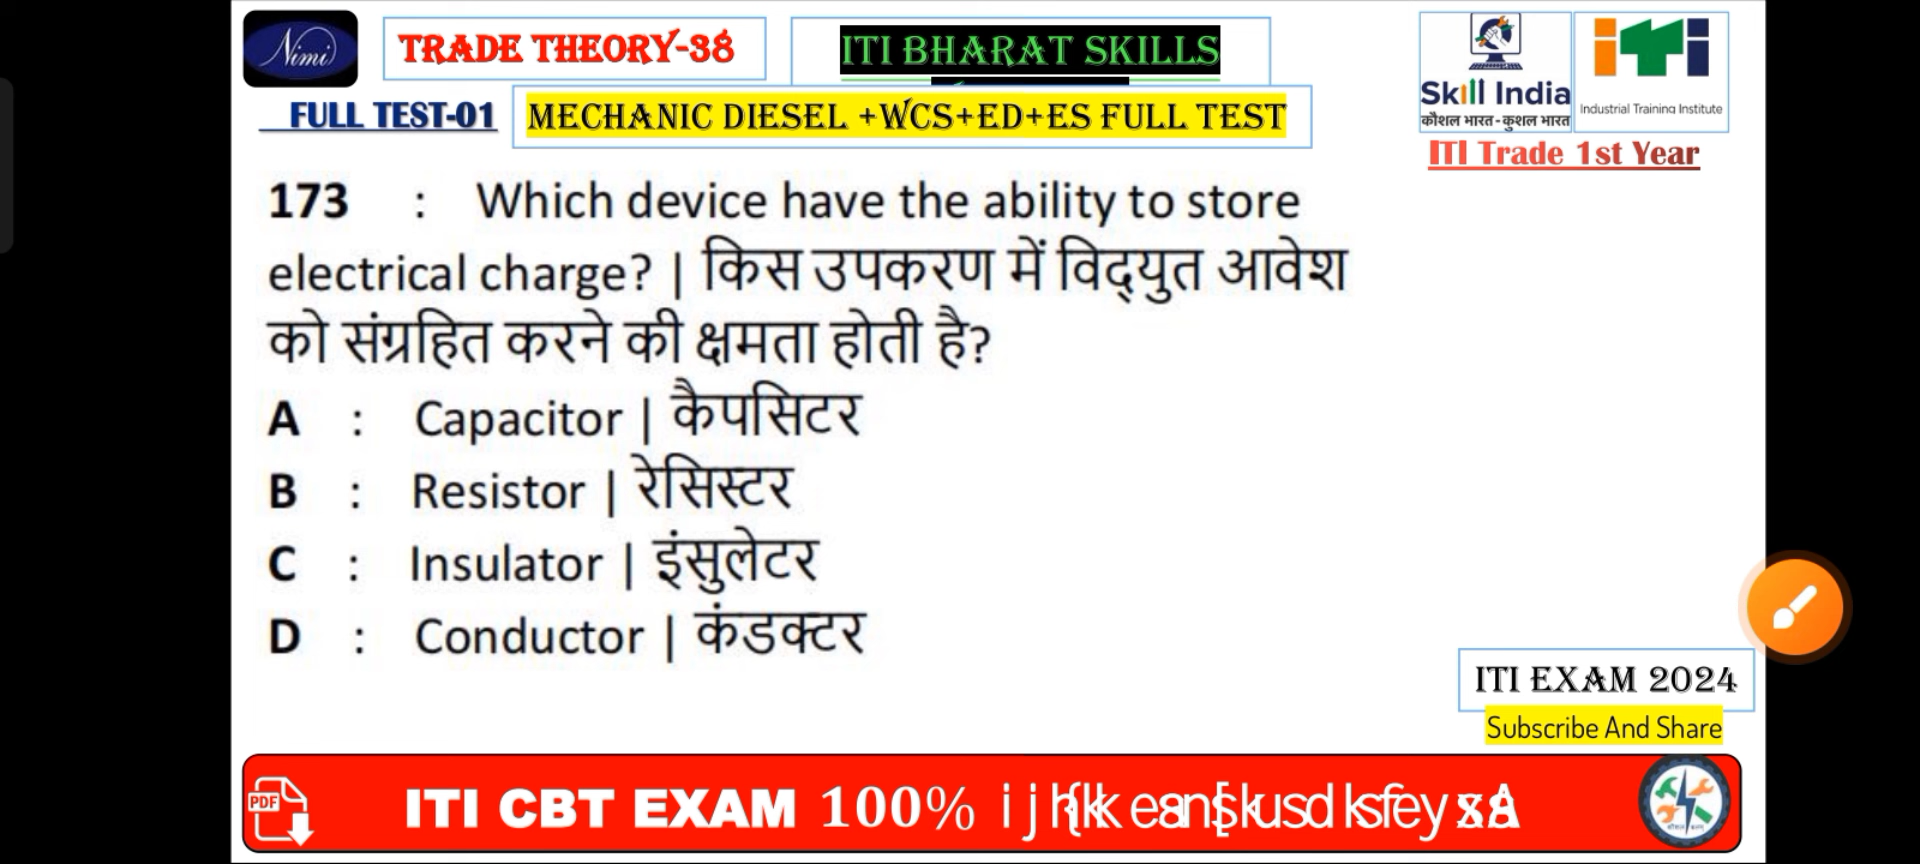 Nimi
TRADE THEORY-38
ITI BHARAT SKILLS
FULL TEST-01
MECHANIC DIESEL +WCS+ED+ES FULL TEST
Skill India
कौशल भारत-कुशल भारत
iTi
Industrial Training Institute
ITI Trade 1st Year
173 : Which device have the ability to store
electrical charge? | किस उपकरण में विद्युत आवेश
को संग्रहित करने की क्षमता होती है?
A : Capacitor | कैपसिटर
B : Resistor | रेसिस्टर
C : Insulator | इंसुलेटर
D : Conductor | कंडक्टर
ITI EXAM 2024
Subscribe And Share
PDF
ITI CBT EXAM 100%